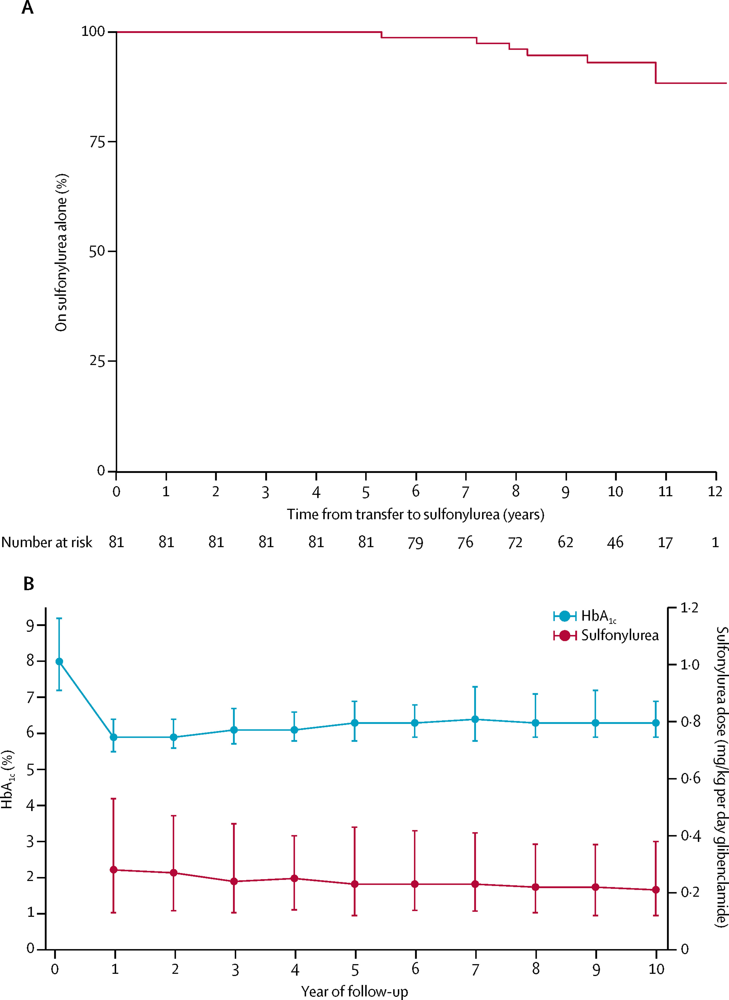 A
100
75
50
25
0
On sulfonylurea alone (%)
0 1 2 3 4 5 6 7 8 9 10 11 12
Time from transfer to sulfonylurea (years)
Number at risk 81 81 81 81 81 81 79 76 72 62 46 17 1
B
HbA1c
Sulfonylurea
9
8
7
6
5
4
3
2
1
0
HbA1c (%)
1·2
1·0
0·8
0·6
0·4
0·2
0
Sulfonylurea dose (mg/kg per day glibenclamide)
0 1 2 3 4 5 6 7 8 9 10
Year of follow-up